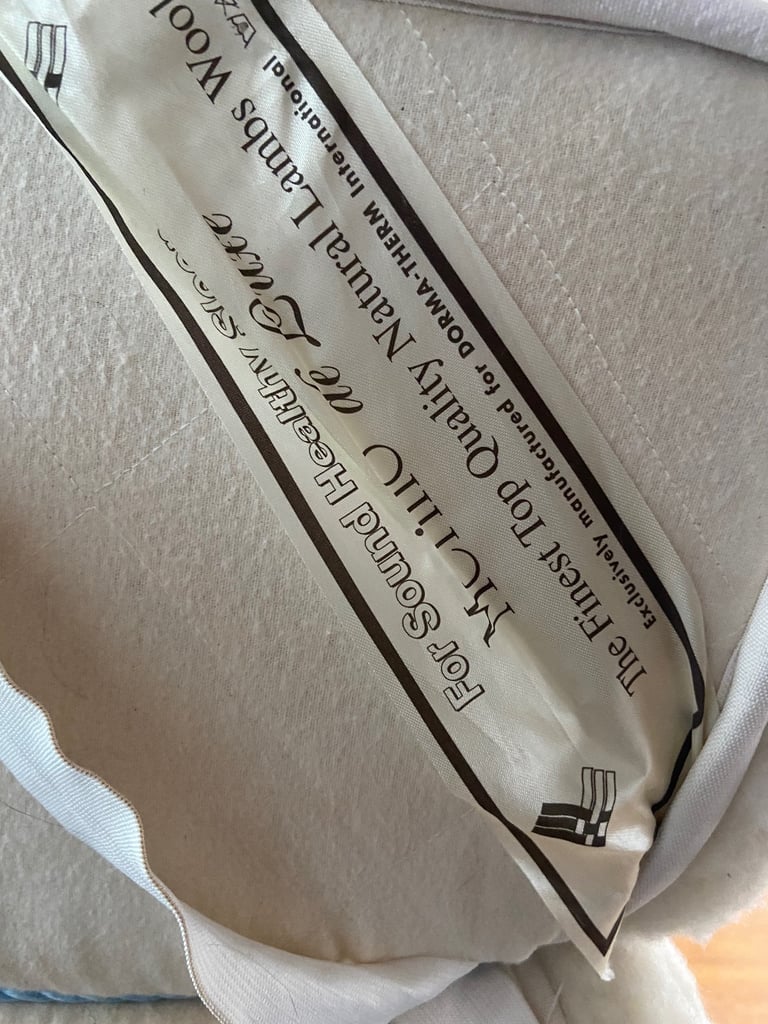 For Sound Healthy Sleep
Merino de Luxe
The Finest Top Quality Natural Lambs Wool
Exclusively manufactured for DORMA-THERM International